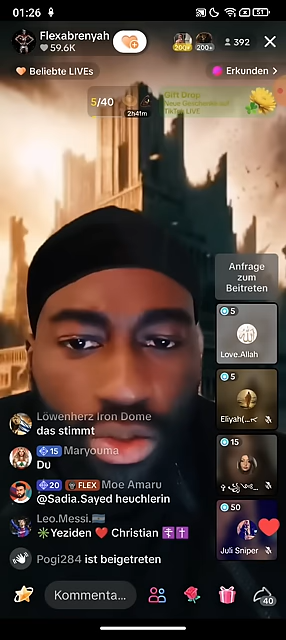 01:26
51
Flexabrenyah
59.6K
200+
200+
392
Beliebte LIVEs
Erkunden >
5/40
2h41m
Gift Drop
Neue Geschenke auf
TikTok LIVE
Anfrage
zum
Beitreten
5
Love.Allah
5
Eliyah(...
15
50
Juli Sniper
Löwenherz Iron Dome
das stimmt
15 Maryouma
Du
20 FLEX Moe Amaru
@Sadia.Sayed heuchlerin
Leo.Messi.
✳️Yeziden ❤️ Christian ✝️✝️
Pogi284 ist beigetreten
Kommenta...
40